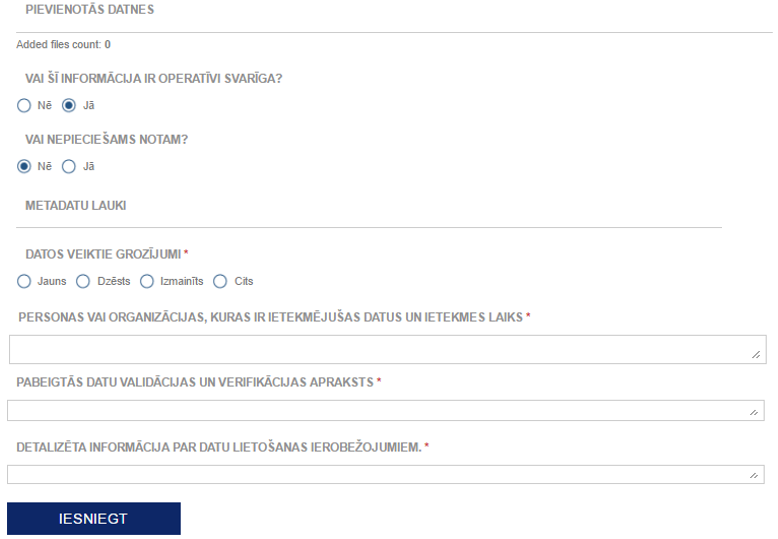 PIEVIENOTĀS DATNES
Added files count: 0
VAI ŠĪ INFORMĀCIJA IR OPERATĪVI SVARĪGA?
Nē Jā
VAI NEPIECIEŠAMS NOTAM?
Nē Jā
METADATU LAUKI
DATOS VEIKTIE GROZĪJUMI *
Jauns Dzēsts Izmainīts Cits
PERSONAS VAI ORGANIZĀCIJAS, KURAS IR IETEKMĒJUŠAS DATUS UN IETEKMES LAIKS *
PABEIGTĀS DATU VALIDĀCIJAS UN VERIFIKĀCIJAS APRAKSTS *
DETALIZĒTA INFORMĀCIJA PAR DATU LIETOŠANAS IEROBEŽOJUMIEM. *
IESNIEGT